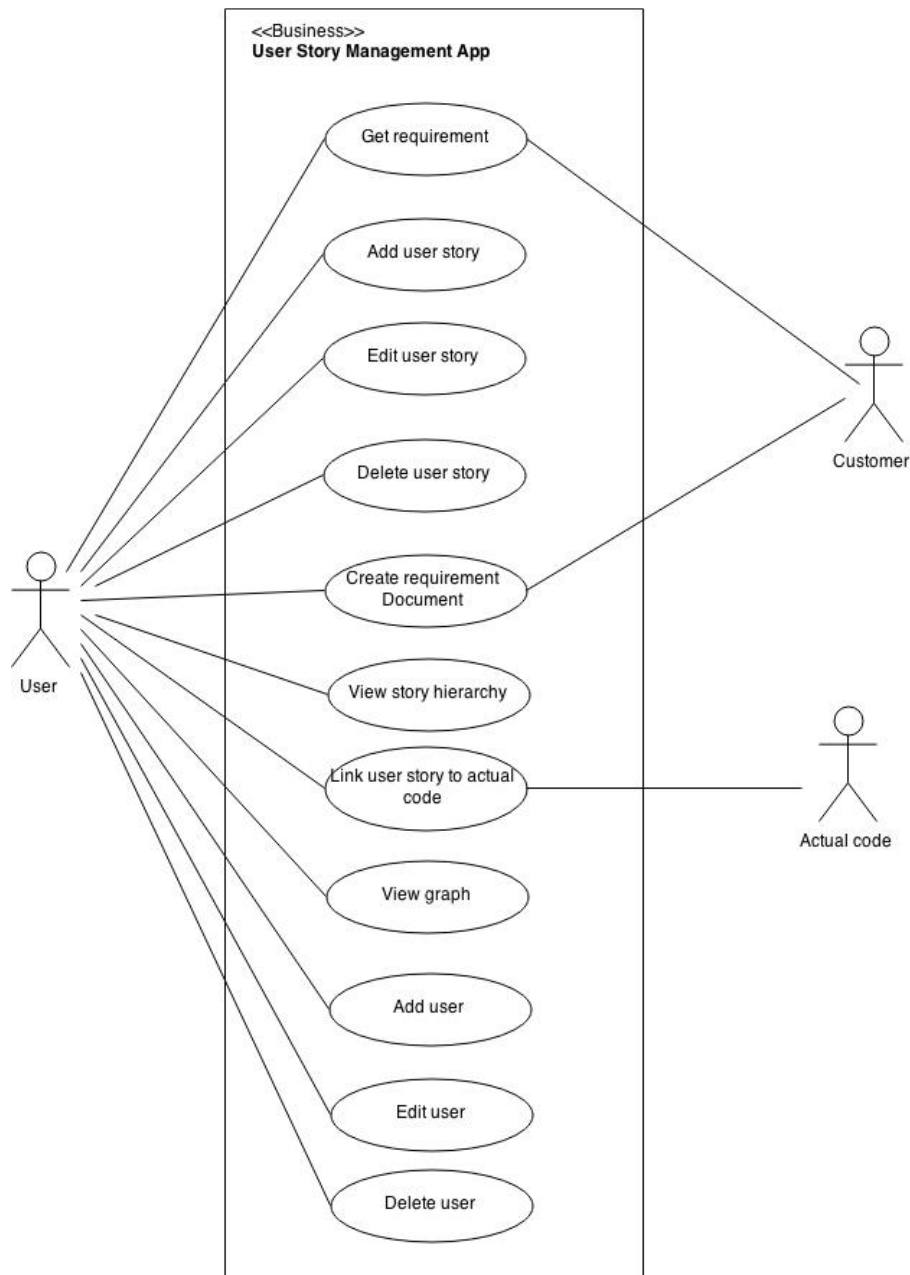 <<Business>>
User Story Management App
Get requirement
Add user story
Edit user story
Customer
Delete user story
Create requirement
Document
User
View story hierarchy
Link user story to actual
code
Actual code
View graph
Add user
Edit user
Delete user